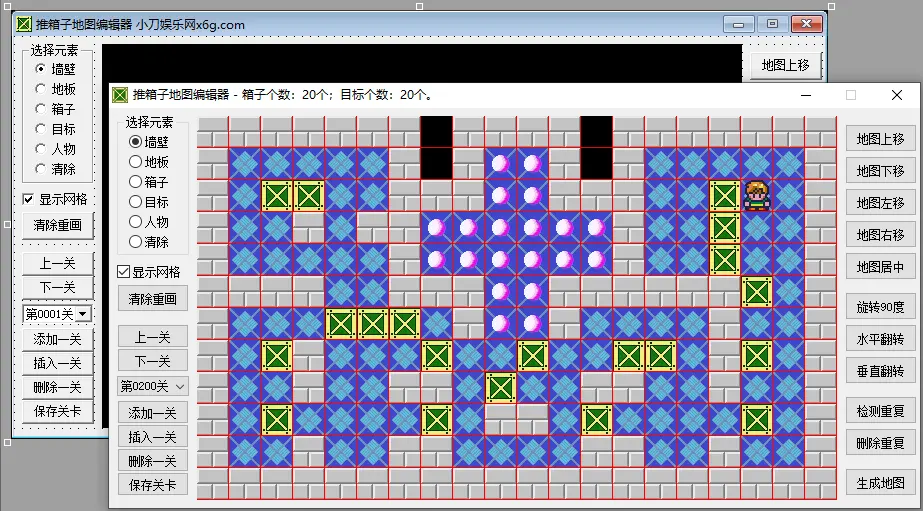 推箱子地图编辑器 小刀娱乐网x6g.com
选择元素
墙壁
地板
箱子
目标
人物
清除
显示网格
清除重画
上一关
下一关
第0001关
添加一关
插入一关
删除一关
保存关卡
地图上移
推箱子地图编辑器 - 箱子个数：20个；目标个数：20个。
选择元素
墙壁
地板
箱子
目标
人物
清除
显示网格
清除重画
上一关
下一关
第0200关
添加一关
插入一关
删除一关
保存关卡
地图上移
地图下移
地图左移
地图右移
地图居中
旋转90度
水平翻转
垂直翻转
检测重复
删除重复
生成地图